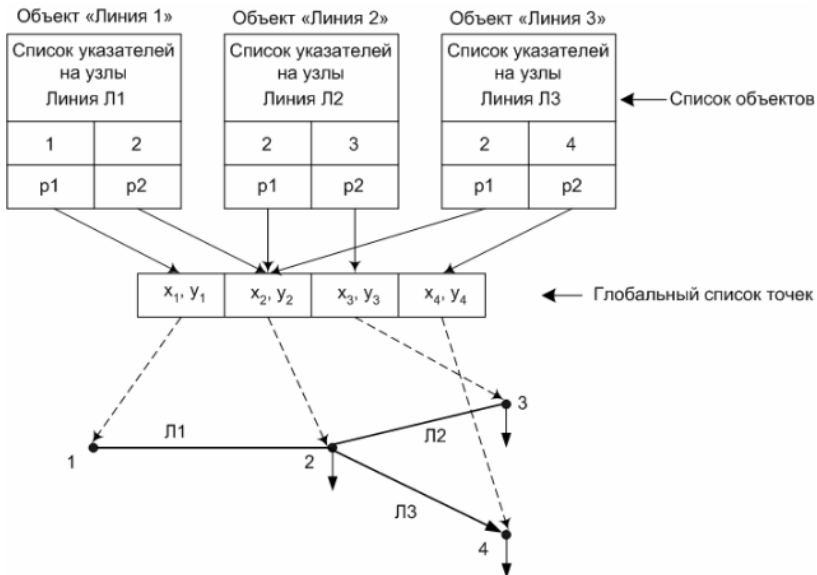 Объект «Линия 1»
Объект «Линия 2»
Объект «Линия 3»
Список указателей
на узлы
Линия Л1
Список указателей
на узлы
Линия Л2
Список указателей
на узлы
Линия Л3
Список объектов
1 2
2 3
2 4
p1 p2
p1 p2
p1 p2
x1, y1 x2, y2 x3, y3 x4, y4
Глобальный список точек
3
Л1
Л2
1
2
Л3
4